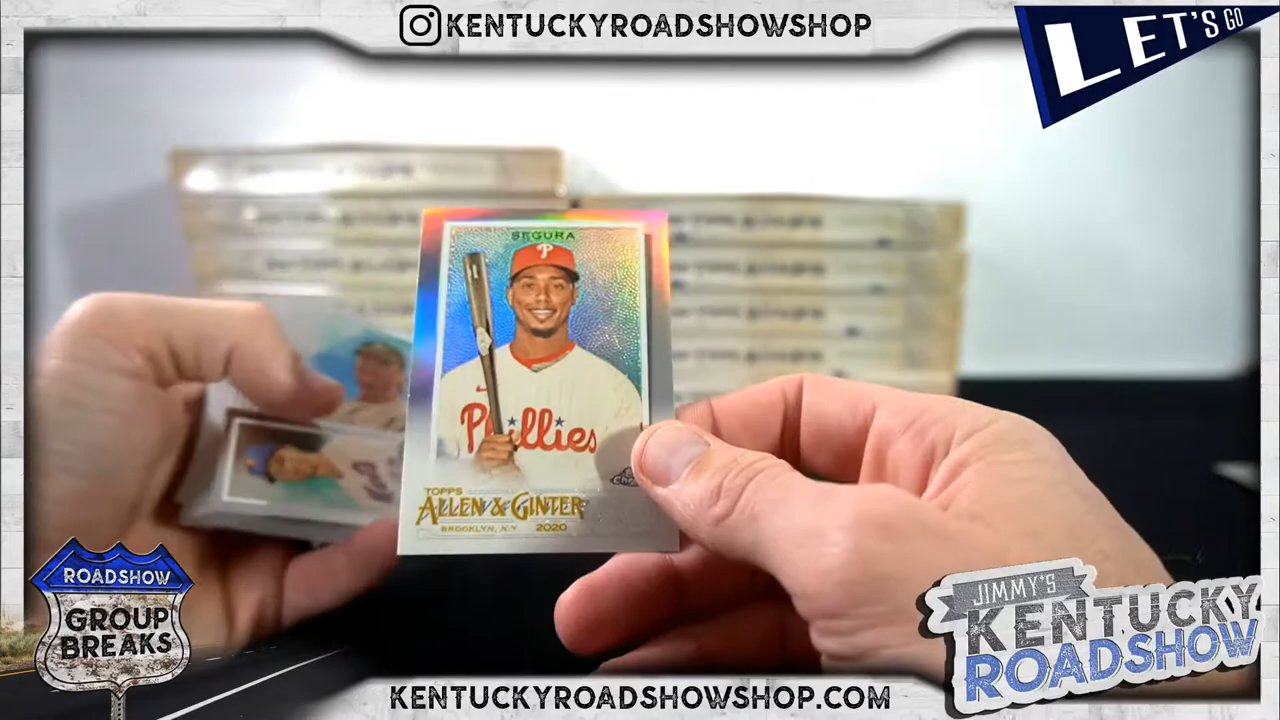 KENTUCKYROADSHOWSHOP
LET'S GO
SEGURA
P
Phillies
TOPPS
ALLEN & GINTER
BROOKLYN, N.Y 2020
ROADSHOW
GROUP
BREAKS
JIMMY'S
KENTUCKY
ROADSHOW
KENTUCKYROADSHOWSHOP.COM